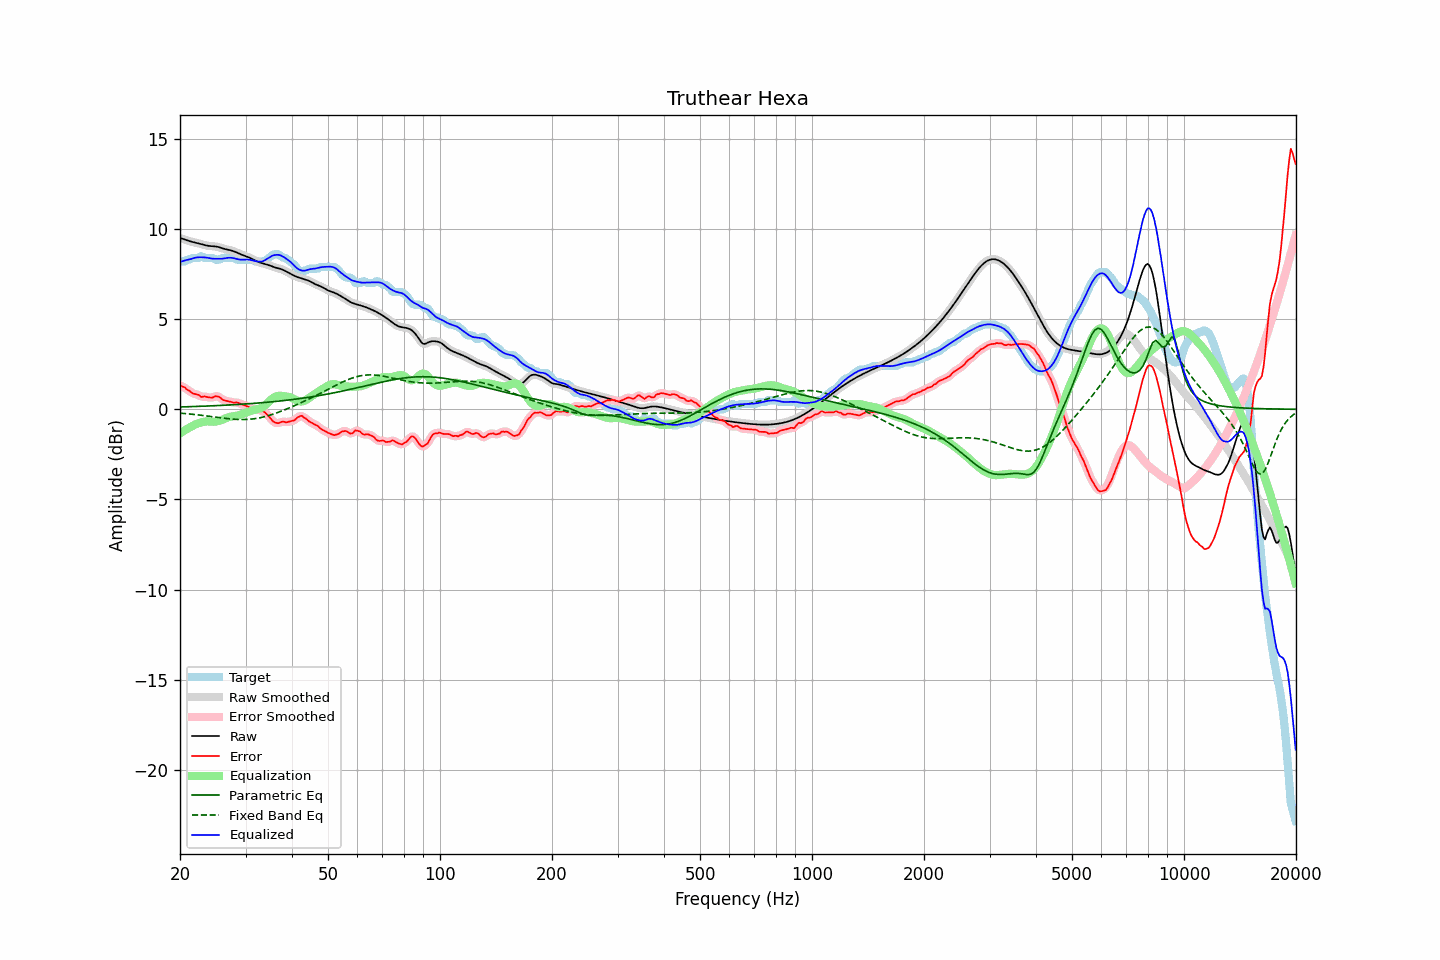 Truthear Hexa
15
10
5
0
−5
−10
−15
−20
Amplitude (dBr)
Target
Raw Smoothed
Error Smoothed
Raw
Error
Equalization
Parametric Eq
Fixed Band Eq
Equalized
20 50 100 200 500 1000 2000 5000 10000 20000
Frequency (Hz)